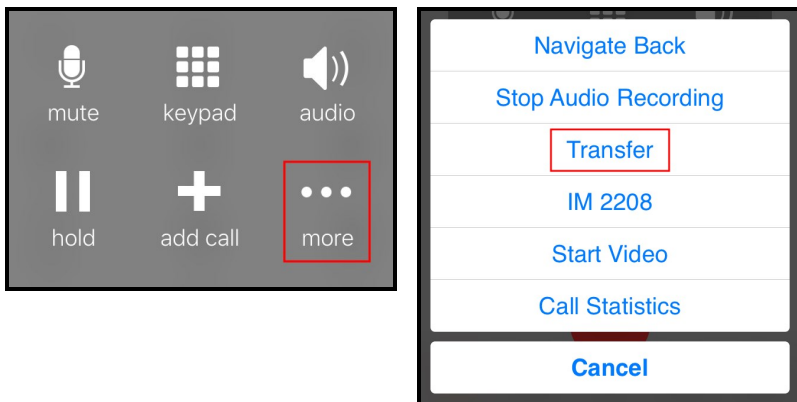 mute keypad audio
hold add call more
Navigate Back
Stop Audio Recording
Transfer
IM 2208
Start Video
Call Statistics
Cancel